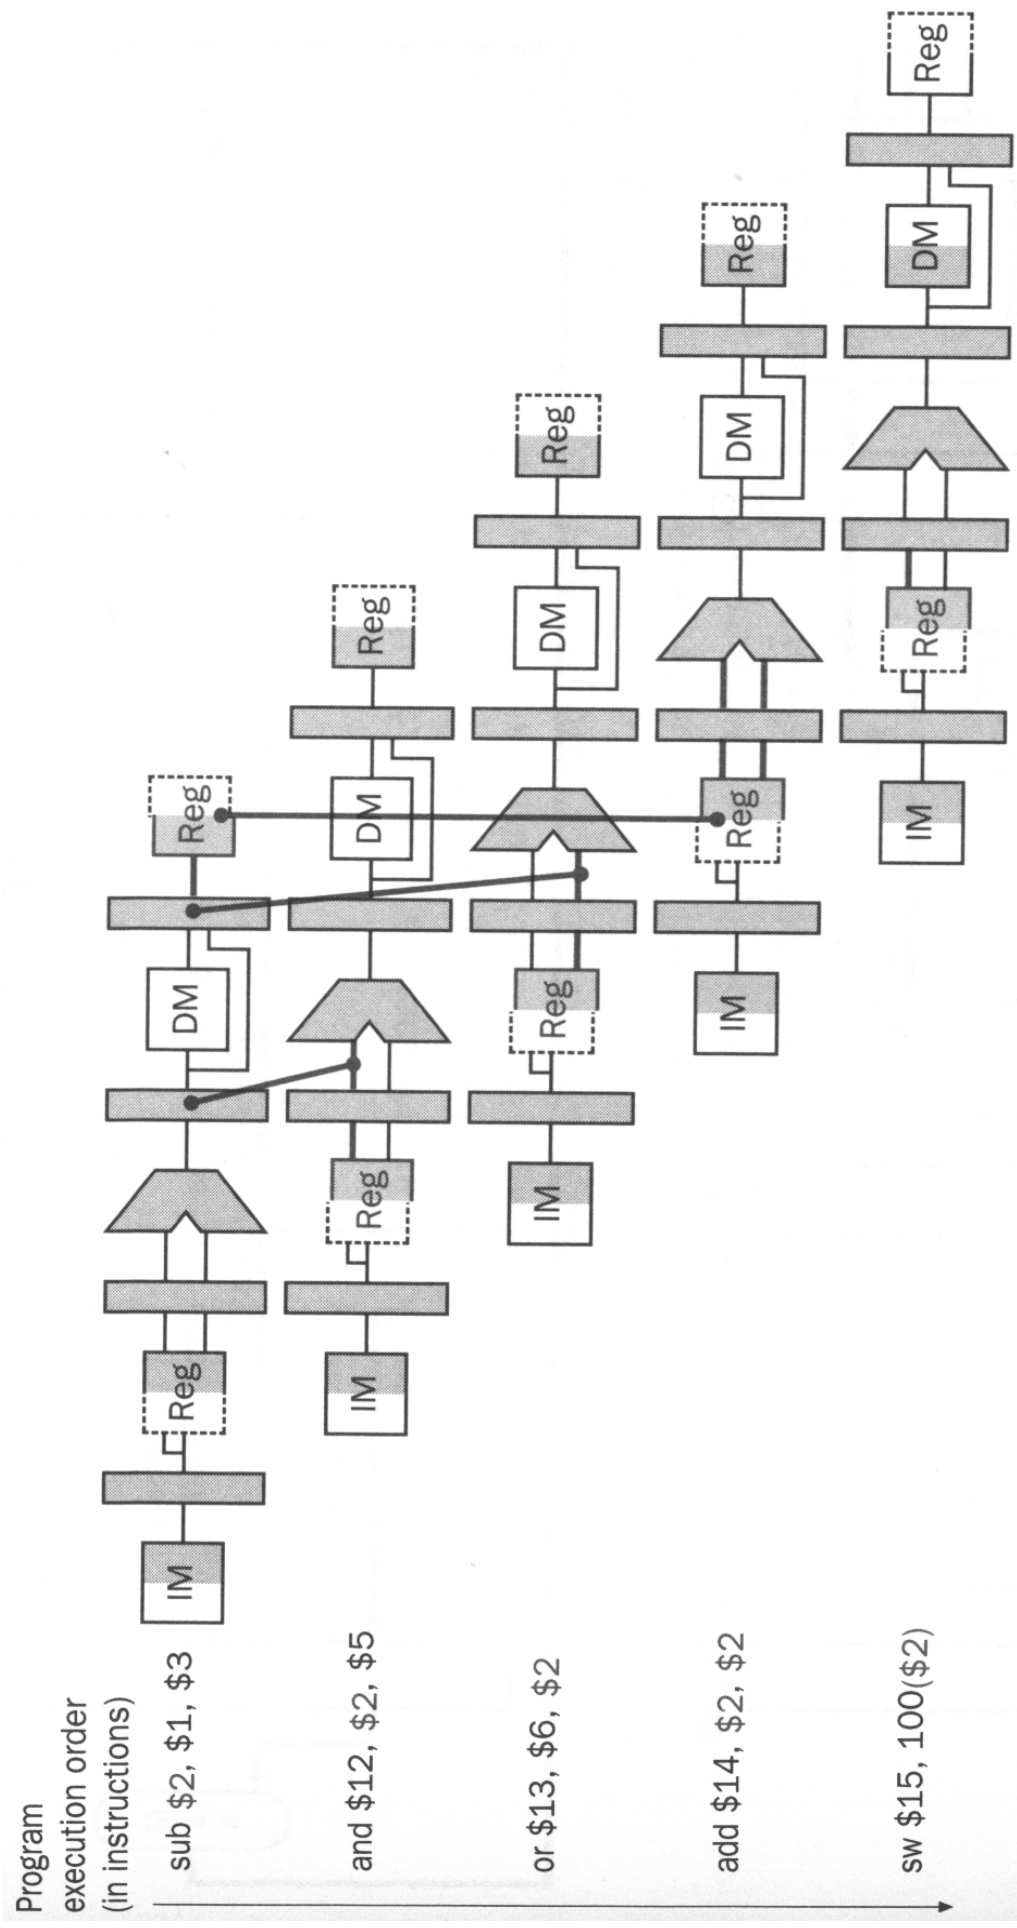 Program
execution order
(in instructions)
sub $2, $1, $3
IM
Reg
DM
Reg
and $12, $2, $5
IM
Reg
DM
Reg
or $13, $6, $2
IM
Reg
DM
Reg
add $14, $2, $2
IM
Reg
DM
Reg
sw $15, 100($2)
IM
Reg
DM
Reg